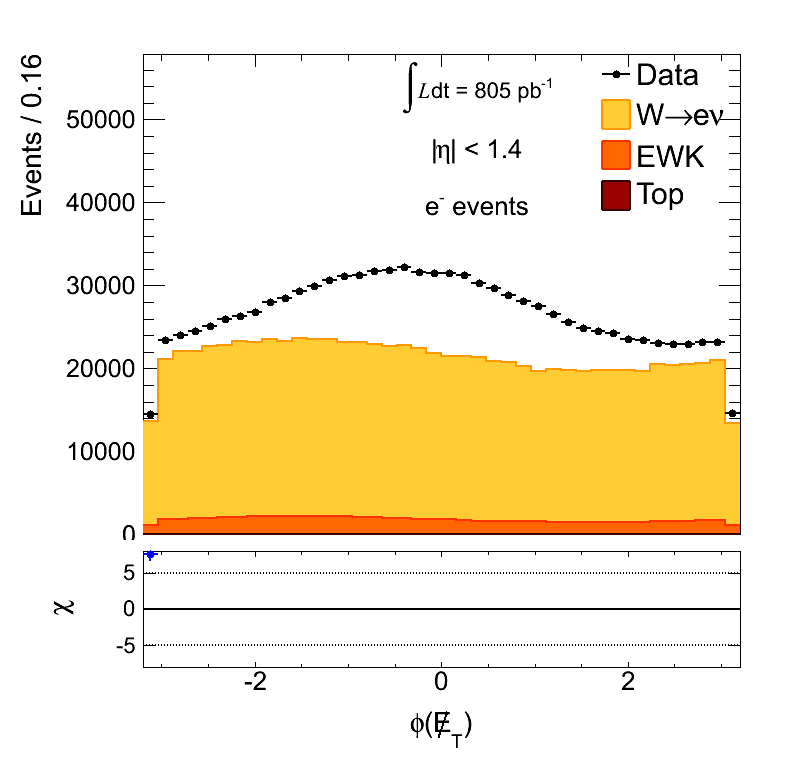 Events / 0.16
50000
40000
30000
20000
10000
0
∫Ldt = 805 pb⁻¹
|η| < 1.4
e⁻ events
Data
W→eν
EWK
Top
χ
5
0
-5
-2 0 2
ϕ(E̸_T)